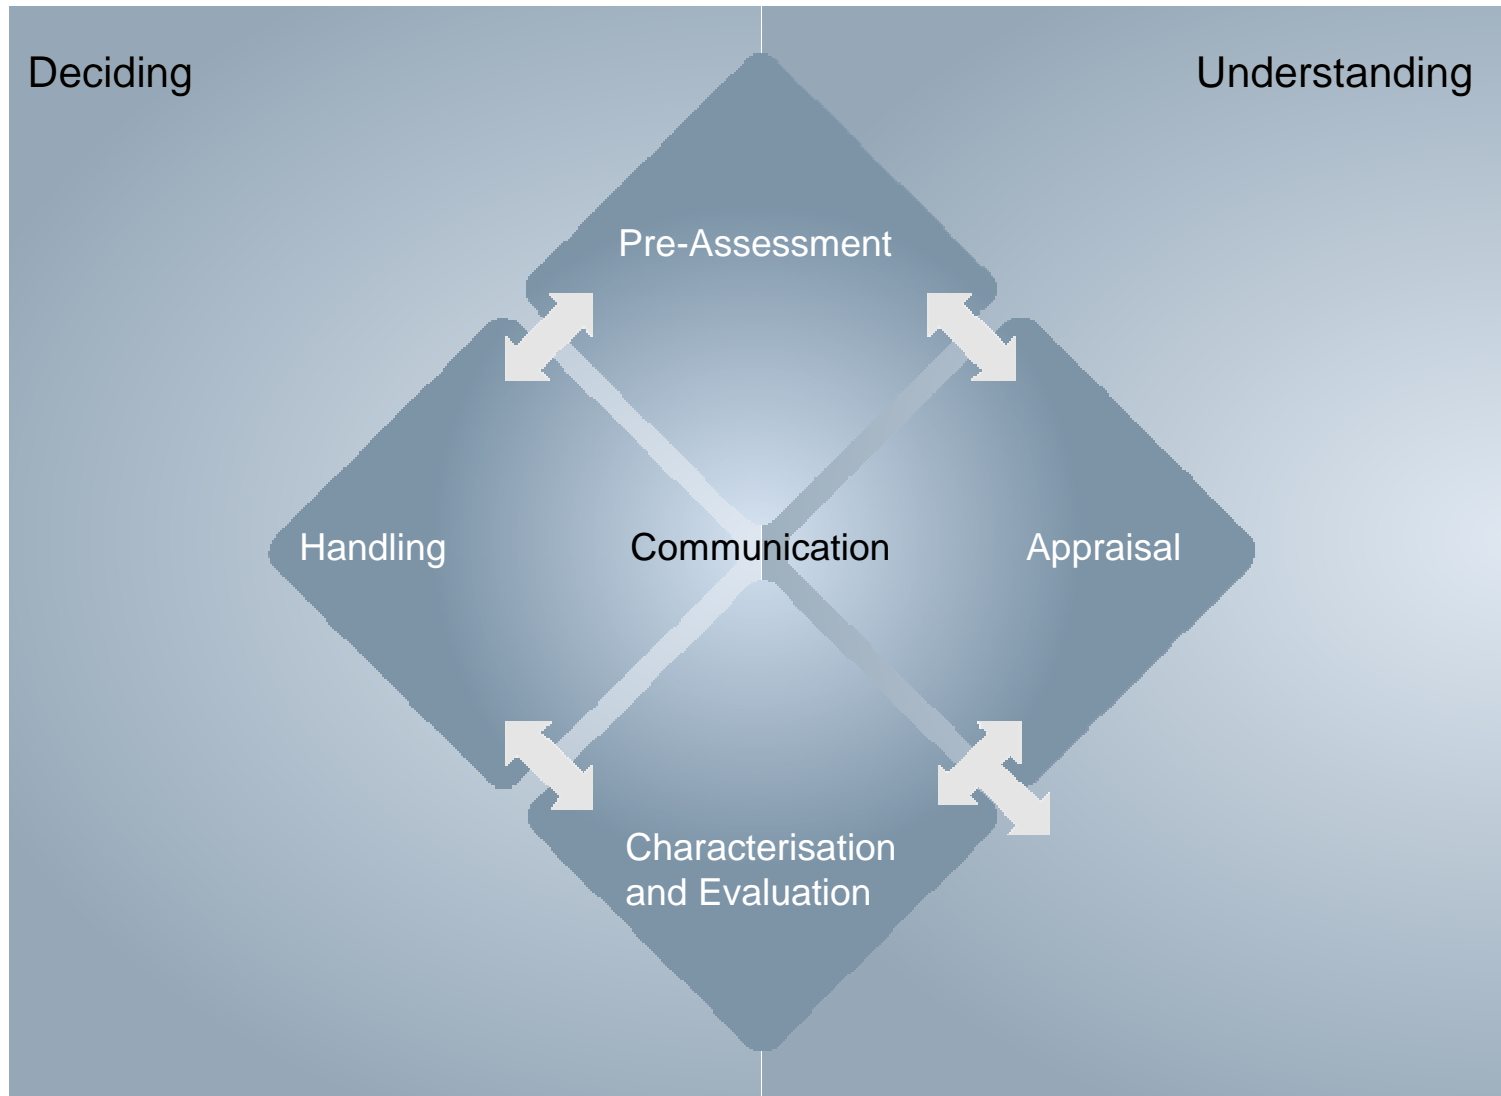 Deciding
Understanding
Pre-Assessment
Handling
Communication
Appraisal
Characterisation
and Evaluation